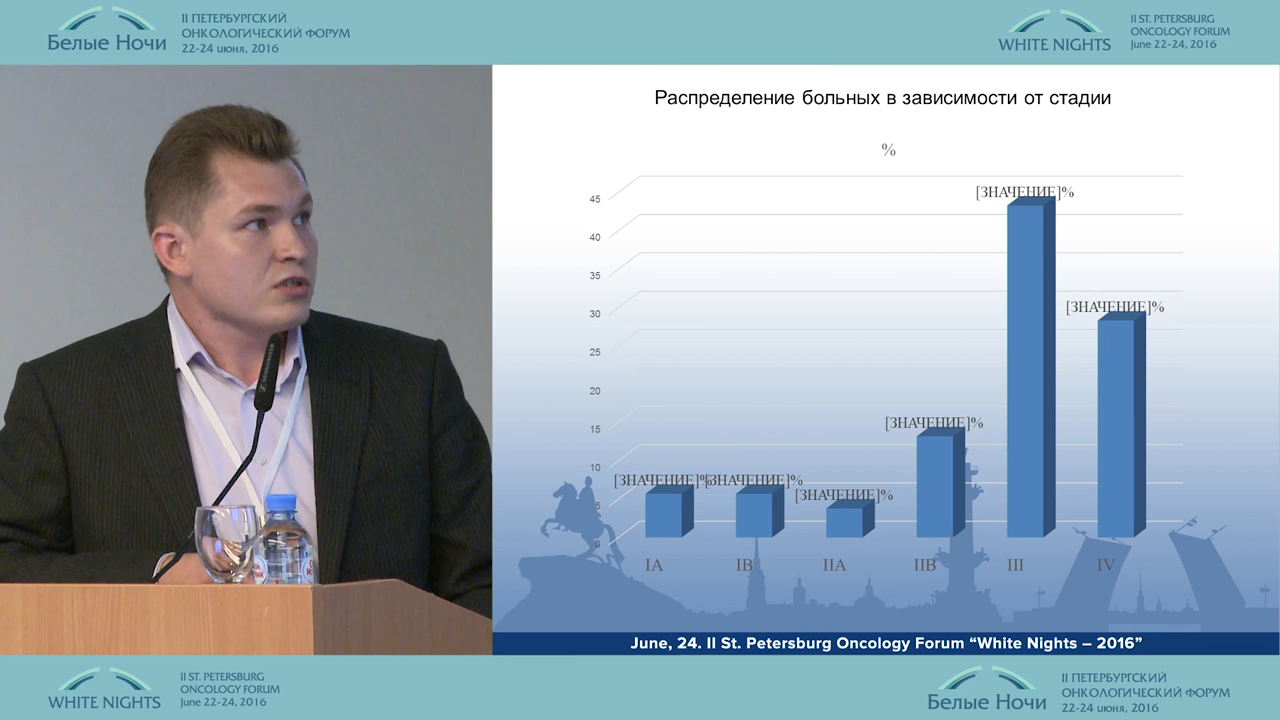 Белые Ночи
II ПЕТЕРБУРГСКИЙ
ОНКОЛОГИЧЕСКИЙ ФОРУМ
22-24 июня, 2016
WHITE NIGHTS
II ST. PETERSBURG
ONCOLOGY FORUM
June 22-24, 2016
Распределение больных в зависимости от стадии
%
45
40
35
30
25
20
15
10
5
0
[ЗНАЧЕНИЕ]%
[ЗНАЧЕНИЕ]%
[ЗНАЧЕНИЕ]%
[ЗНАЧЕНИЕ]%
[ЗНАЧЕНИЕ]%
[ЗНАЧЕНИЕ]%
IA IB IIA IIB III IV
June, 24. II St. Petersburg Oncology Forum “White Nights – 2016”
WHITE NIGHTS
II ST. PETERSBURG
ONCOLOGY FORUM
June 22-24, 2016
Белые Ночи
II ПЕТЕРБУРГСКИЙ
ОНКОЛОГИЧЕСКИЙ ФОРУМ
22-24 июня, 2016